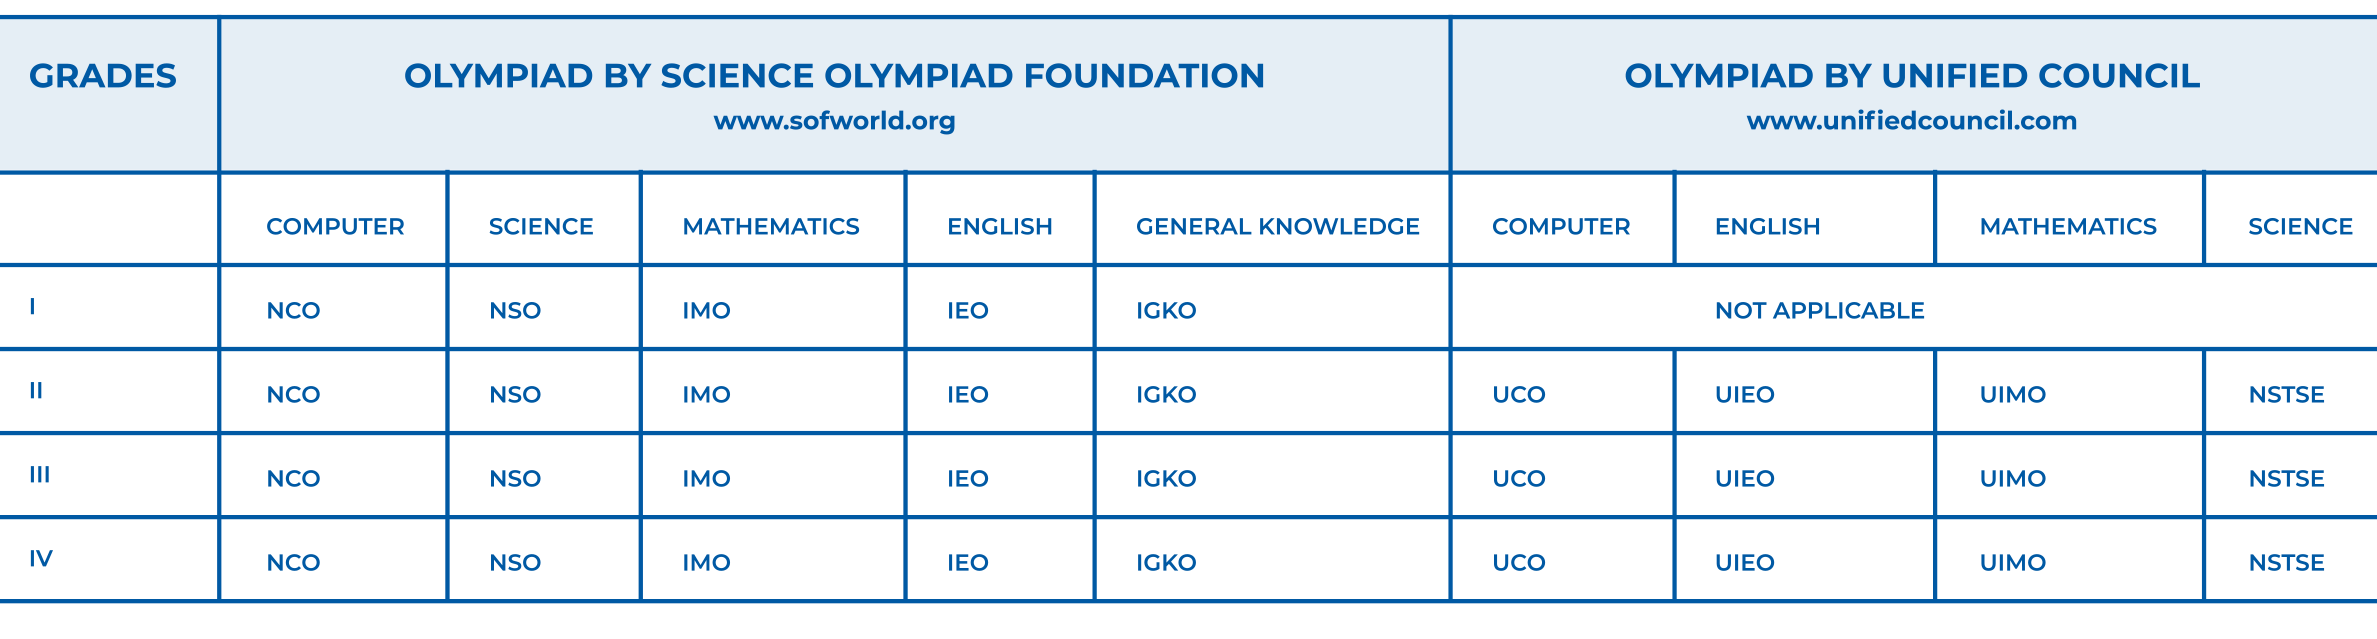 GRADES OLYMPIAD BY SCIENCE OLYMPIAD FOUNDATION OLYMPIAD BY UNIFIED COUNCIL
www.sofworld.org www.unifiedcouncil.com
COMPUTER SCIENCE MATHEMATICS ENGLISH GENERAL KNOWLEDGE COMPUTER ENGLISH MATHEMATICS SCIENCE
I NCO NSO IMO IEO IGKO NOT APPLICABLE
II NCO NSO IMO IEO IGKO UCO UIEO UIMO NSTSE
III NCO NSO IMO IEO IGKO UCO UIEO UIMO NSTSE
IV NCO NSO IMO IEO IGKO UCO UIEO UIMO NSTSE